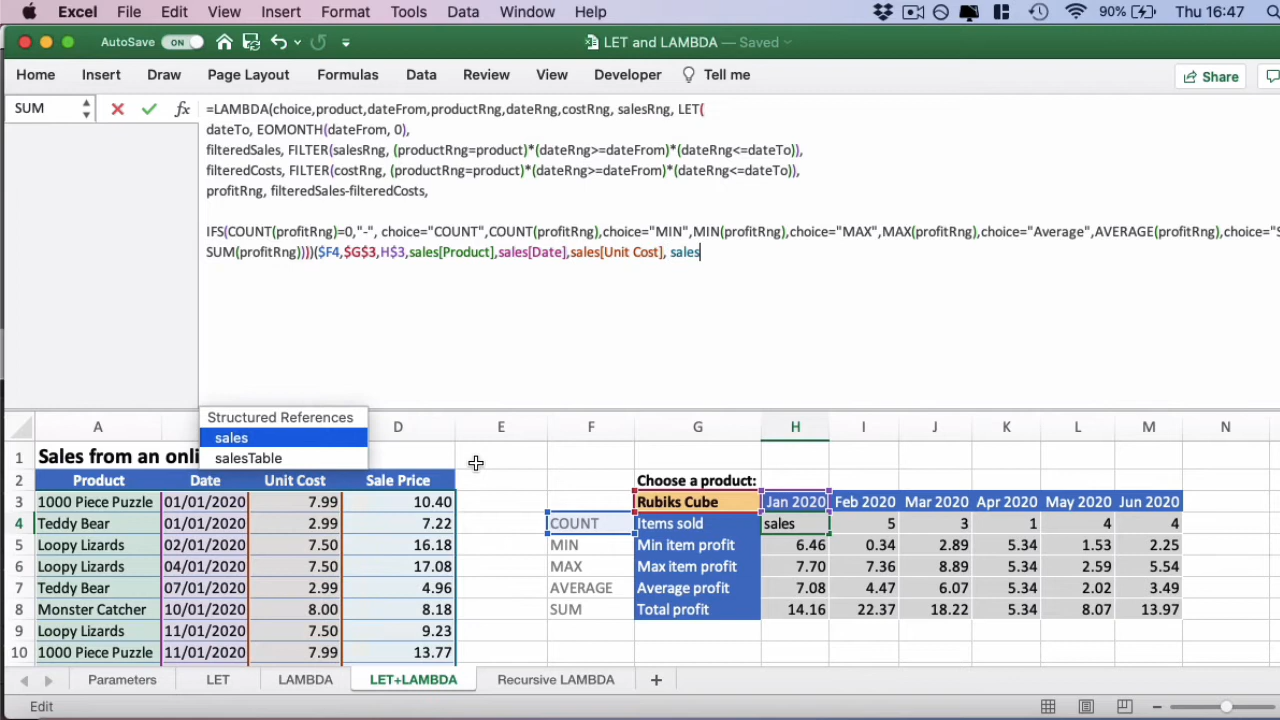 Excel File Edit View Insert Format Tools Data Window Help 90% Thu 16:47
AutoSave ON LET and LAMBDA — Saved
Home Insert Draw Page Layout Formulas Data Review View Developer Tell me Share
SUM fx =LAMBDA(choice,product,dateFrom,productRng,dateRng,costRng, salesRng, LET(
dateTo, EOMONTH(dateFrom, 0),
filteredSales, FILTER(salesRng, (productRng=product)*(dateRng>=dateFrom)*(dateRng<=dateTo)),
filteredCosts, FILTER(costRng, (productRng=product)*(dateRng>=dateFrom)*(dateRng<=dateTo)),
profitRng, filteredSales-filteredCosts,
IFS(COUNT(profitRng)=0,"-", choice="COUNT",COUNT(profitRng),choice="MIN",MIN(profitRng),choice="MAX",MAX(profitRng),choice="Average",AVERAGE(profitRng),choice="S
SUM(profitRng))))($F4,$G$3,H$3,sales[Product],sales[Date],sales[Unit Cost], sales
Structured References
sales
salesTable
A D E F G H I J K L M N
1 Sales from an onli
2 Product Date Unit Cost Sale Price Choose a product:
3 1000 Piece Puzzle 01/01/2020 7.99 10.40 Rubiks Cube Jan 2020 Feb 2020 Mar 2020 Apr 2020 May 2020 Jun 2020
4 Teddy Bear 01/01/2020 2.99 7.22 COUNT Items sold sales 5 3 1 4 4
5 Loopy Lizards 02/01/2020 7.50 16.18 MIN Min item profit 6.46 0.34 2.89 5.34 1.53 2.25
6 Loopy Lizards 04/01/2020 7.50 17.08 MAX Max item profit 7.70 7.36 8.89 5.34 2.59 5.54
7 Teddy Bear 07/01/2020 2.99 4.96 AVERAGE Average profit 7.08 4.47 6.07 5.34 2.02 3.49
8 Monster Catcher 10/01/2020 8.00 8.18 SUM Total profit 14.16 22.37 18.22 5.34 8.07 13.97
9 Loopy Lizards 11/01/2020 7.50 9.23
10 1000 Piece Puzzle 11/01/2020 7.99 13.77
Parameters LET LAMBDA LET+LAMBDA Recursive LAMBDA +
Edit